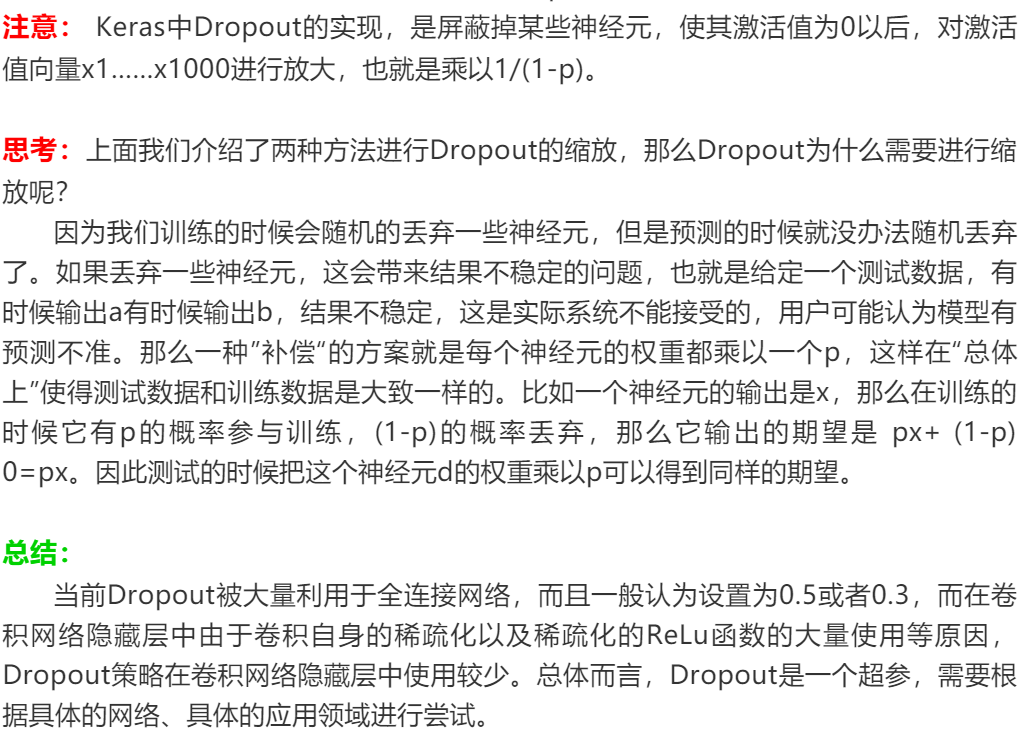 注意： Keras中Dropout的实现，是屏蔽掉某些神经元，使其激活值为0以后，对激活
值向量x1……x1000进行放大，也就是乘以1/(1-p)。
思考：上面我们介绍了两种方法进行Dropout的缩放，那么Dropout为什么需要进行缩
放呢？
因为我们训练的时候会随机的丢弃一些神经元，但是预测的时候就没办法随机丢弃
了。如果丢弃一些神经元，这会带来结果不稳定的问题，也就是给定一个测试数据，有
时候输出a有时候输出b，结果不稳定，这是实际系统不能接受的，用户可能认为模型有
预测不准。那么一种”补偿“的方案就是每个神经元的权重都乘以一个p，这样在“总体
上”使得测试数据和训练数据是大致一样的。比如一个神经元的输出是x，那么在训练的
时候它有p的概率参与训练，(1-p)的概率丢弃，那么它输出的期望是 px+ (1-p)
0=px。因此测试的时候把这个神经元d的权重乘以p可以得到同样的期望。
总结：
当前Dropout被大量利用于全连接网络，而且一般认为设置为0.5或者0.3，而在卷
积网络隐藏层中由于卷积自身的稀疏化以及稀疏化的ReLu函数的大量使用等原因，
Dropout策略在卷积网络隐藏层中使用较少。总体而言，Dropout是一个超参，需要根
据具体的网络、具体的应用领域进行尝试。